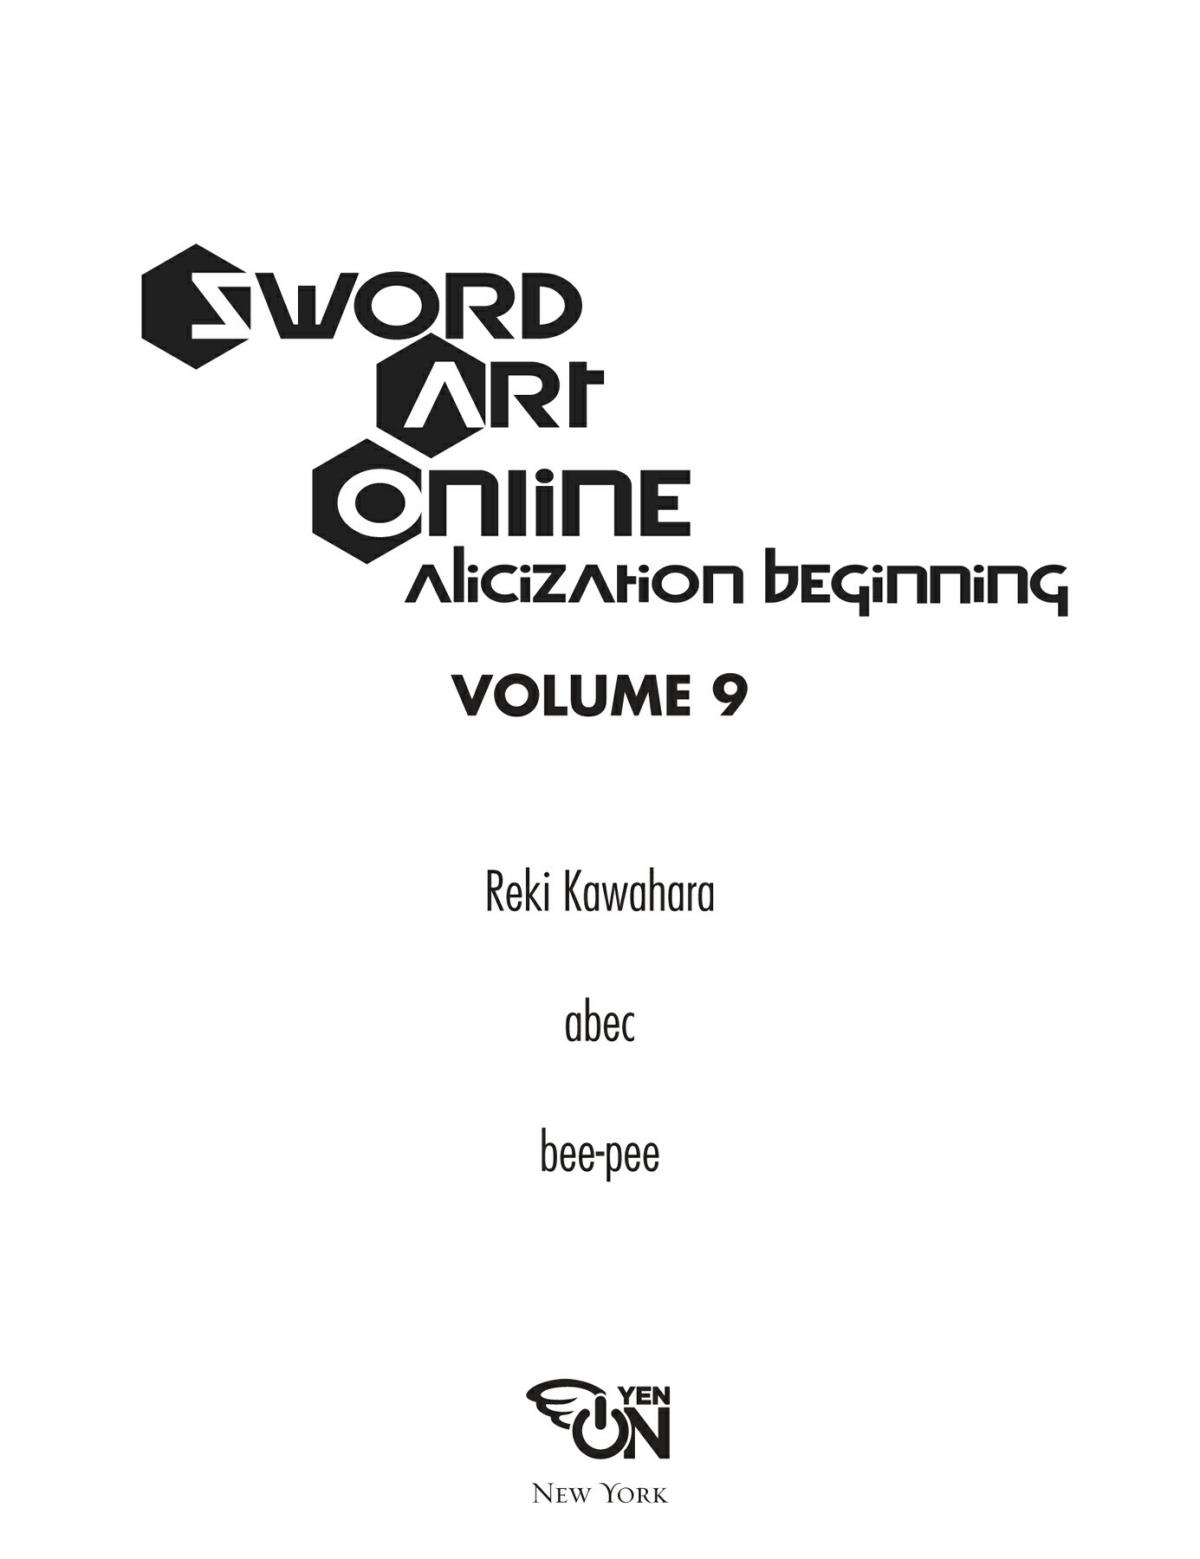 SWORD
ART
ONLINE
ALICIZATION BEGINNING
VOLUME 9
Reki Kawahara
abec
bee-pee
YEN
ON
NEW YORK